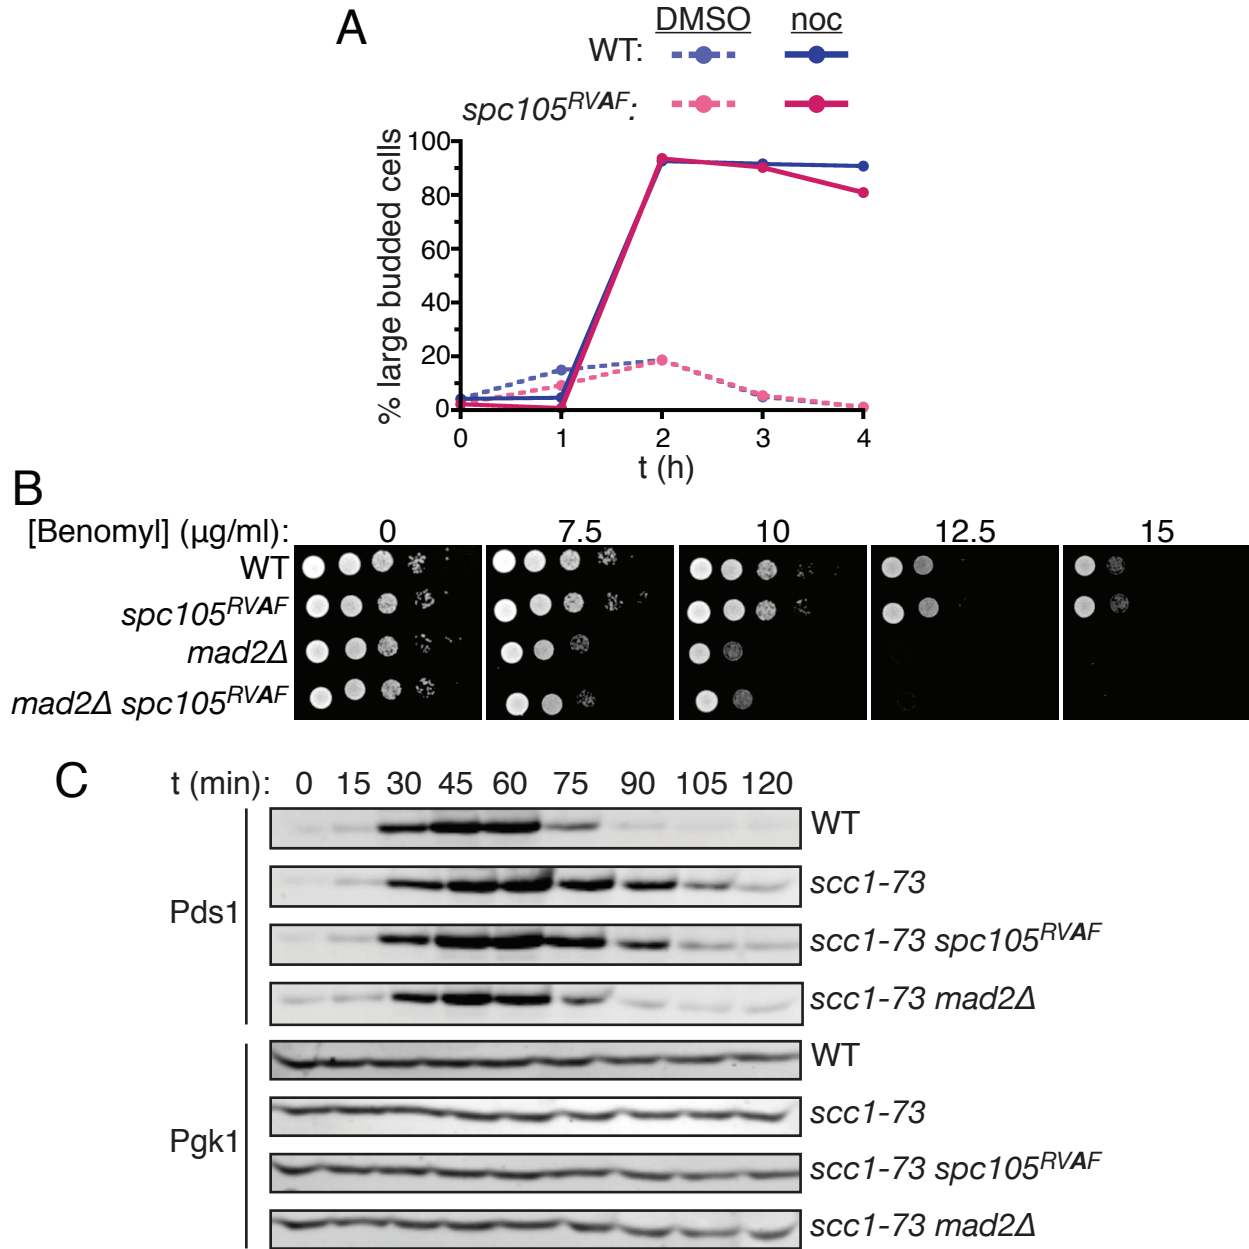 A
DMSO noc
WT:
spc105RVAF:
% large budded cells
100
80
60
40
20
0
0 1 2 3 4
t (h)
B
[Benomyl] (µg/ml): 0 7.5 10 12.5 15
WT
spc105RVAF
mad2Δ
mad2Δ spc105RVAF
C
t (min): 0 15 30 45 60 75 90 105 120
Pds1
WT
scc1-73
scc1-73 spc105RVAF
scc1-73 mad2Δ
Pgk1
WT
scc1-73
scc1-73 spc105RVAF
scc1-73 mad2Δ